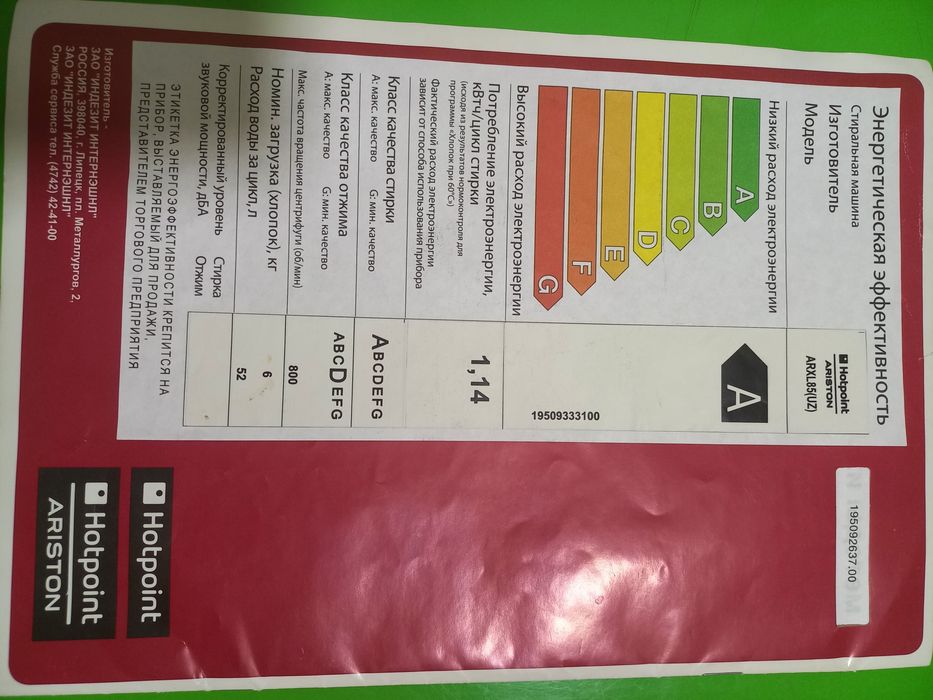 Энергетическая эффективность
Стиральная машина
Изготовитель
Модель
Hotpoint
ARISTON
ARXL85(UZ)
Низкий расход электроэнергии
A
B
C
D
E
F
G
A
Высокий расход электроэнергии
19509333100
Потребление электроэнергии,
кВтч/цикл стирки
(исходя из результатов нормоконтроля для
программы «Хлопок при 60°С»)
Фактический расход электроэнергии
зависит от способа использования прибора
1,14
Класс качества стирки
А: макс. качество G: мин. качество
ABCDEFG
Класс качества отжима
А: макс. качество G: мин. качество
ABCDEFG
Макс. частота вращения центрифуги (об/мин)
800
Номин. загрузка (хлопок), кг
6
Расход воды за цикл, л
52
Корректированный уровень Стирка
звуковой мощности, дБА Отжим
ЭТИКЕТКА ЭНЕРГОЭФФЕКТИВНОСТИ КРЕПИТСЯ НА
ПРИБОР, ВЫСТАВЛЯЕМЫЙ ДЛЯ ПРОДАЖИ,
ПРЕДСТАВИТЕЛЕМ ТОРГОВОГО ПРЕДПРИЯТИЯ
Изготовитель -
ЗАО "ИНДЕЗИТ ИНТЕРНЭШНЛ"
РОССИЯ, 398040, г. Липецк, пл. Металлургов, 2,
ЗАО "ИНДЕЗИТ ИНТЕРНЭШНЛ"
Служба сервиса тел. (4742) 42-41-00
195092637.00
Hotpoint
Hotpoint
ARISTON